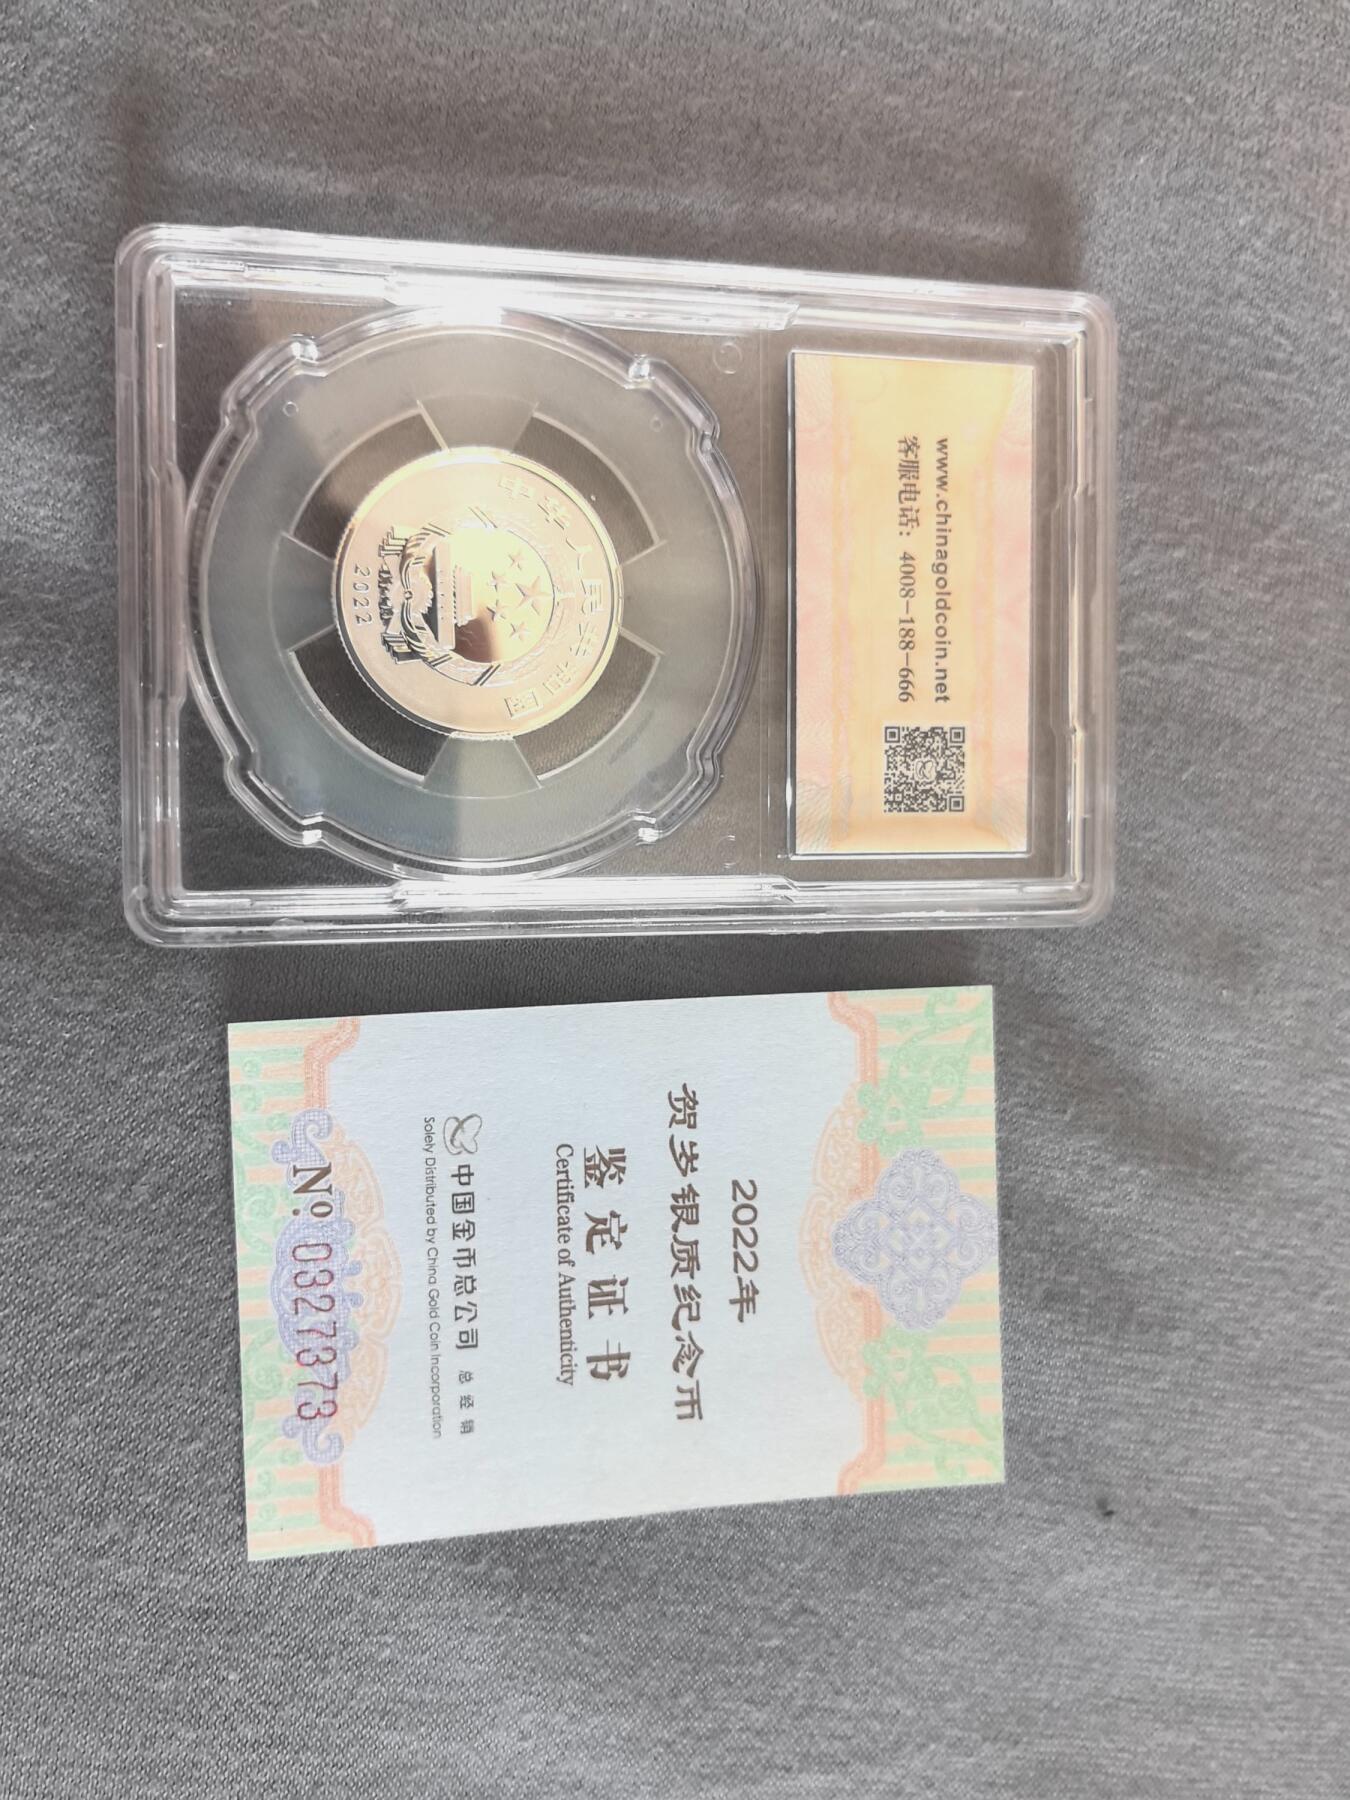 www.chinagoldcoin.net
客服电话：4008-188-666
中华人民共和国
2022
2022年
贺岁银质纪念币
鉴定证书
Certificate of Authenticity
中国金币总公司 总经销
Solely Distributed by China Gold Coin Incorporation
Nº. 0327373